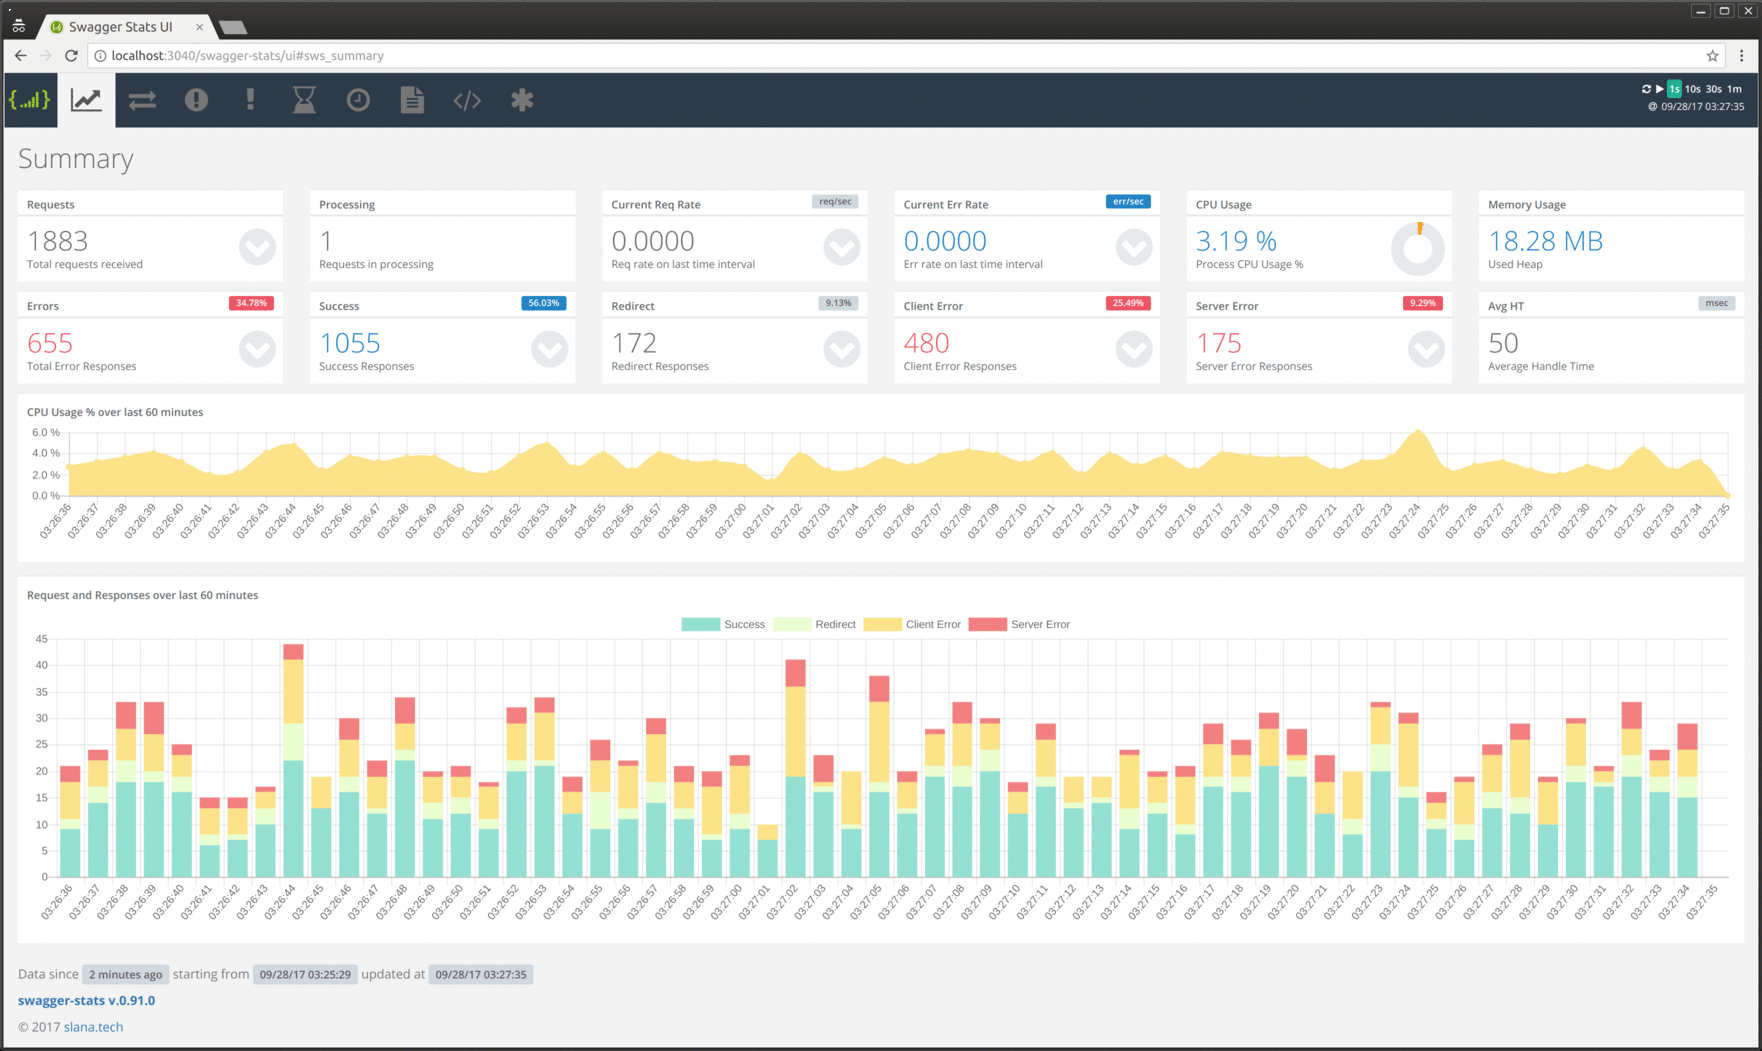 Swagger Stats UI
localhost:3040/swagger-stats/ui#sws_summary
1s 10s 30s 1m
@ 09/28/17 03:27:35
Summary
Requests
1883
Total requests received
Processing
1
Requests in processing
Current Req Rate req/sec
0.0000
Req rate on last time interval
Current Err Rate err/sec
0.0000
Err rate on last time interval
CPU Usage
3.19 %
Process CPU Usage %
Memory Usage
18.28 MB
Used Heap
Errors 34.78%
655
Total Error Responses
Success 56.03%
1055
Success Responses
Redirect 9.13%
172
Redirect Responses
Client Error 25.49%
480
Client Error Responses
Server Error 9.29%
175
Server Error Responses
Avg HT msec
50
Average Handle Time
CPU Usage % over last 60 minutes
6.0 %
4.0 %
2.0 %
0.0 %
03:26:36 03:26:37 03:26:38 03:26:39 03:26:40 03:26:41 03:26:42 03:26:43 03:26:44 03:26:45 03:26:46 03:26:47 03:26:48 03:26:49 03:26:50 03:26:51 03:26:52 03:26:53 03:26:54 03:26:55 03:26:56 03:26:57 03:26:58 03:26:59 03:27:00 03:27:01 03:27:02 03:27:03 03:27:04 03:27:05 03:27:06 03:27:07 03:27:08 03:27:09 03:27:10 03:27:11 03:27:12 03:27:13 03:27:14 03:27:15 03:27:16 03:27:17 03:27:18 03:27:19 03:27:20 03:27:21 03:27:22 03:27:23 03:27:24 03:27:25 03:27:26 03:27:27 03:27:28 03:27:29 03:27:30 03:27:31 03:27:32 03:27:33 03:27:34 03:27:35
Request and Responses over last 60 minutes
Success Redirect Client Error Server Error
45
40
35
30
25
20
15
10
5
0
03:26:36 03:26:37 03:26:38 03:26:39 03:26:40 03:26:41 03:26:42 03:26:43 03:26:44 03:26:45 03:26:46 03:26:47 03:26:48 03:26:49 03:26:50 03:26:51 03:26:52 03:26:53 03:26:54 03:26:55 03:26:56 03:26:57 03:26:58 03:26:59 03:27:00 03:27:01 03:27:02 03:27:03 03:27:04 03:27:05 03:27:06 03:27:07 03:27:08 03:27:09 03:27:10 03:27:11 03:27:12 03:27:13 03:27:14 03:27:15 03:27:16 03:27:17 03:27:18 03:27:19 03:27:20 03:27:21 03:27:22 03:27:23 03:27:24 03:27:25 03:27:26 03:27:27 03:27:28 03:27:29 03:27:30 03:27:31 03:27:32 03:27:33 03:27:34 03:27:35
Data since 2 minutes ago starting from 09/28/17 03:25:29 updated at 09/28/17 03:27:35
swagger-stats v.0.91.0
© 2017 slana.tech